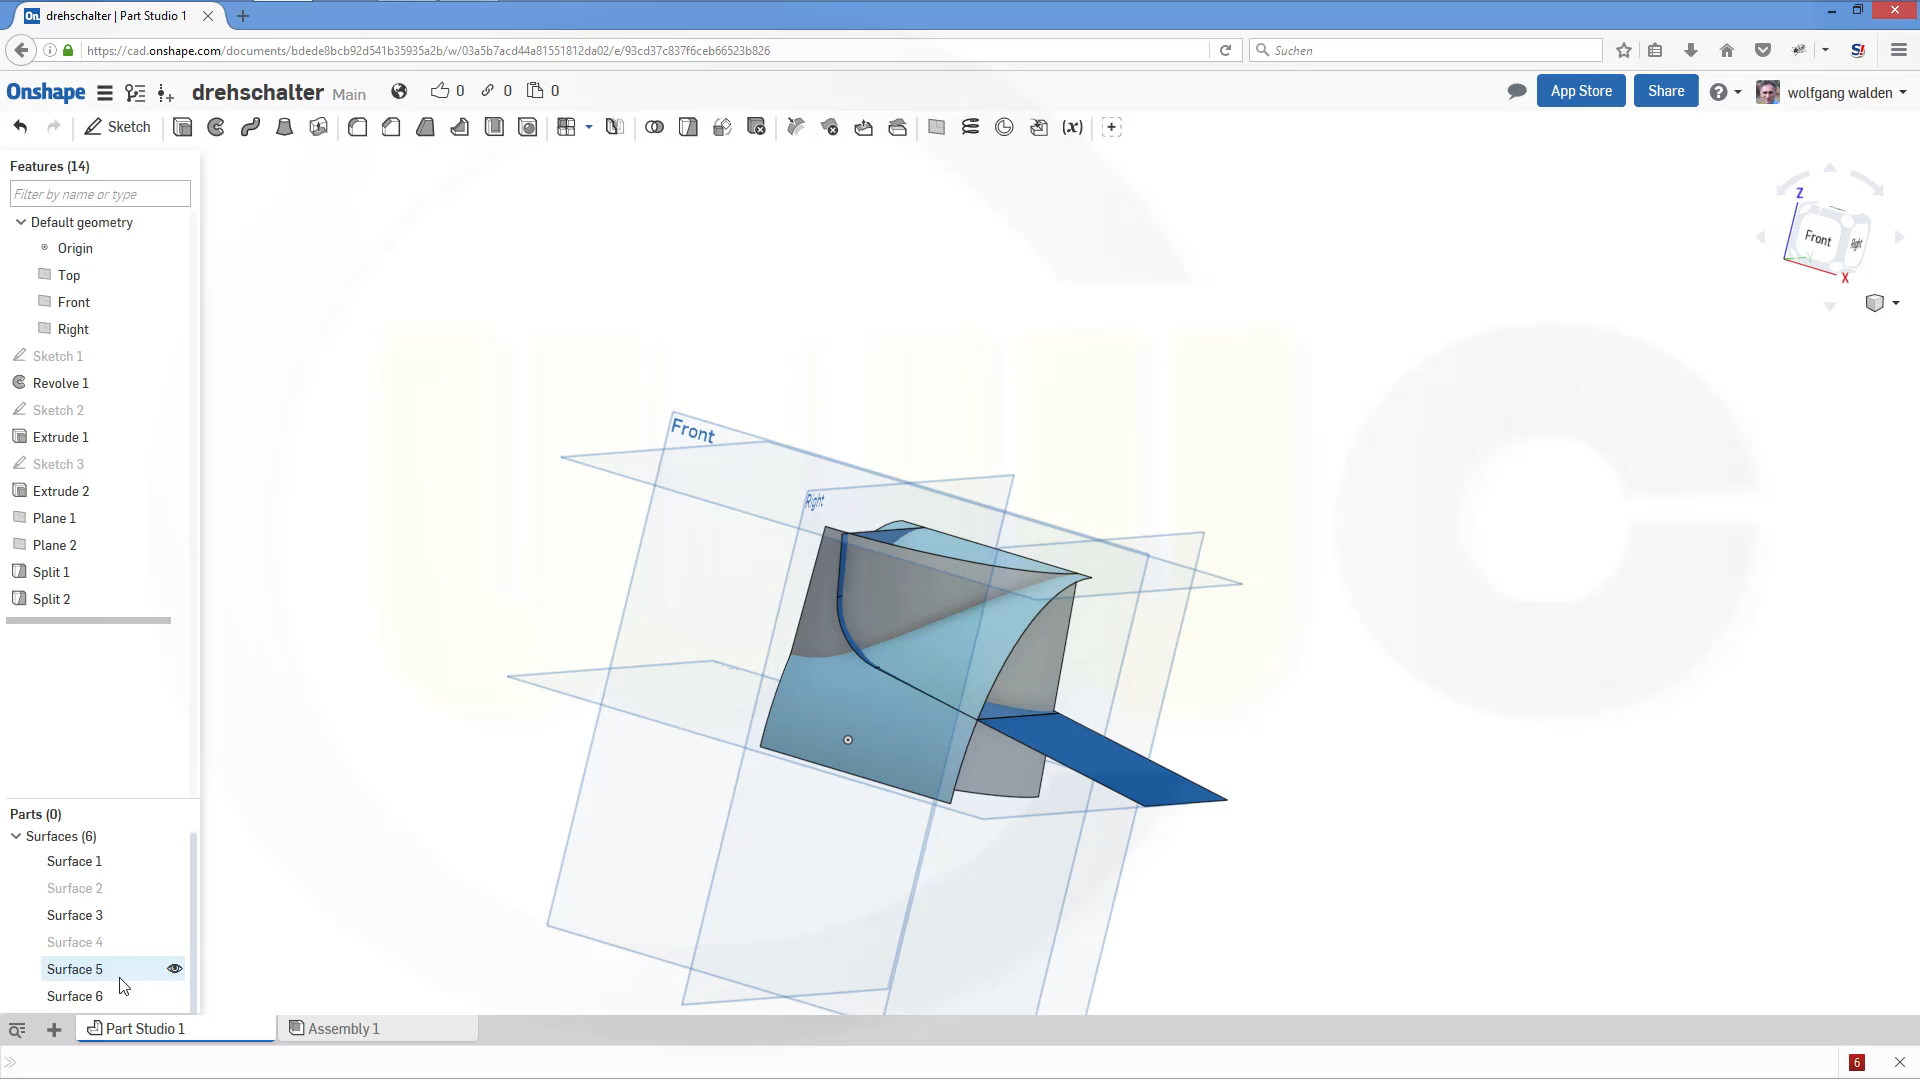 On drehschalter | Part Studio 1
https://cad.onshape.com/documents/bdede8bcb92d541b35935a2b/w/03a5b7acd44a81551812da02/e/93cd37c837f6ceb66523b826
Suchen
Onshape
drehschalter Main
0 0 0
App Store
Share
wolfgang walden
Sketch
(x)
Features (14)
Filter by name or type
Default geometry
Origin
Top
Front
Right
Sketch 1
Revolve 1
Sketch 2
Extrude 1
Sketch 3
Extrude 2
Plane 1
Plane 2
Split 1
Split 2
Front
Right
Z
Front
Right
Y
X
Parts (0)
Surfaces (6)
Surface 1
Surface 2
Surface 3
Surface 4
Surface 5
Surface 6
Part Studio 1
Assembly 1
6